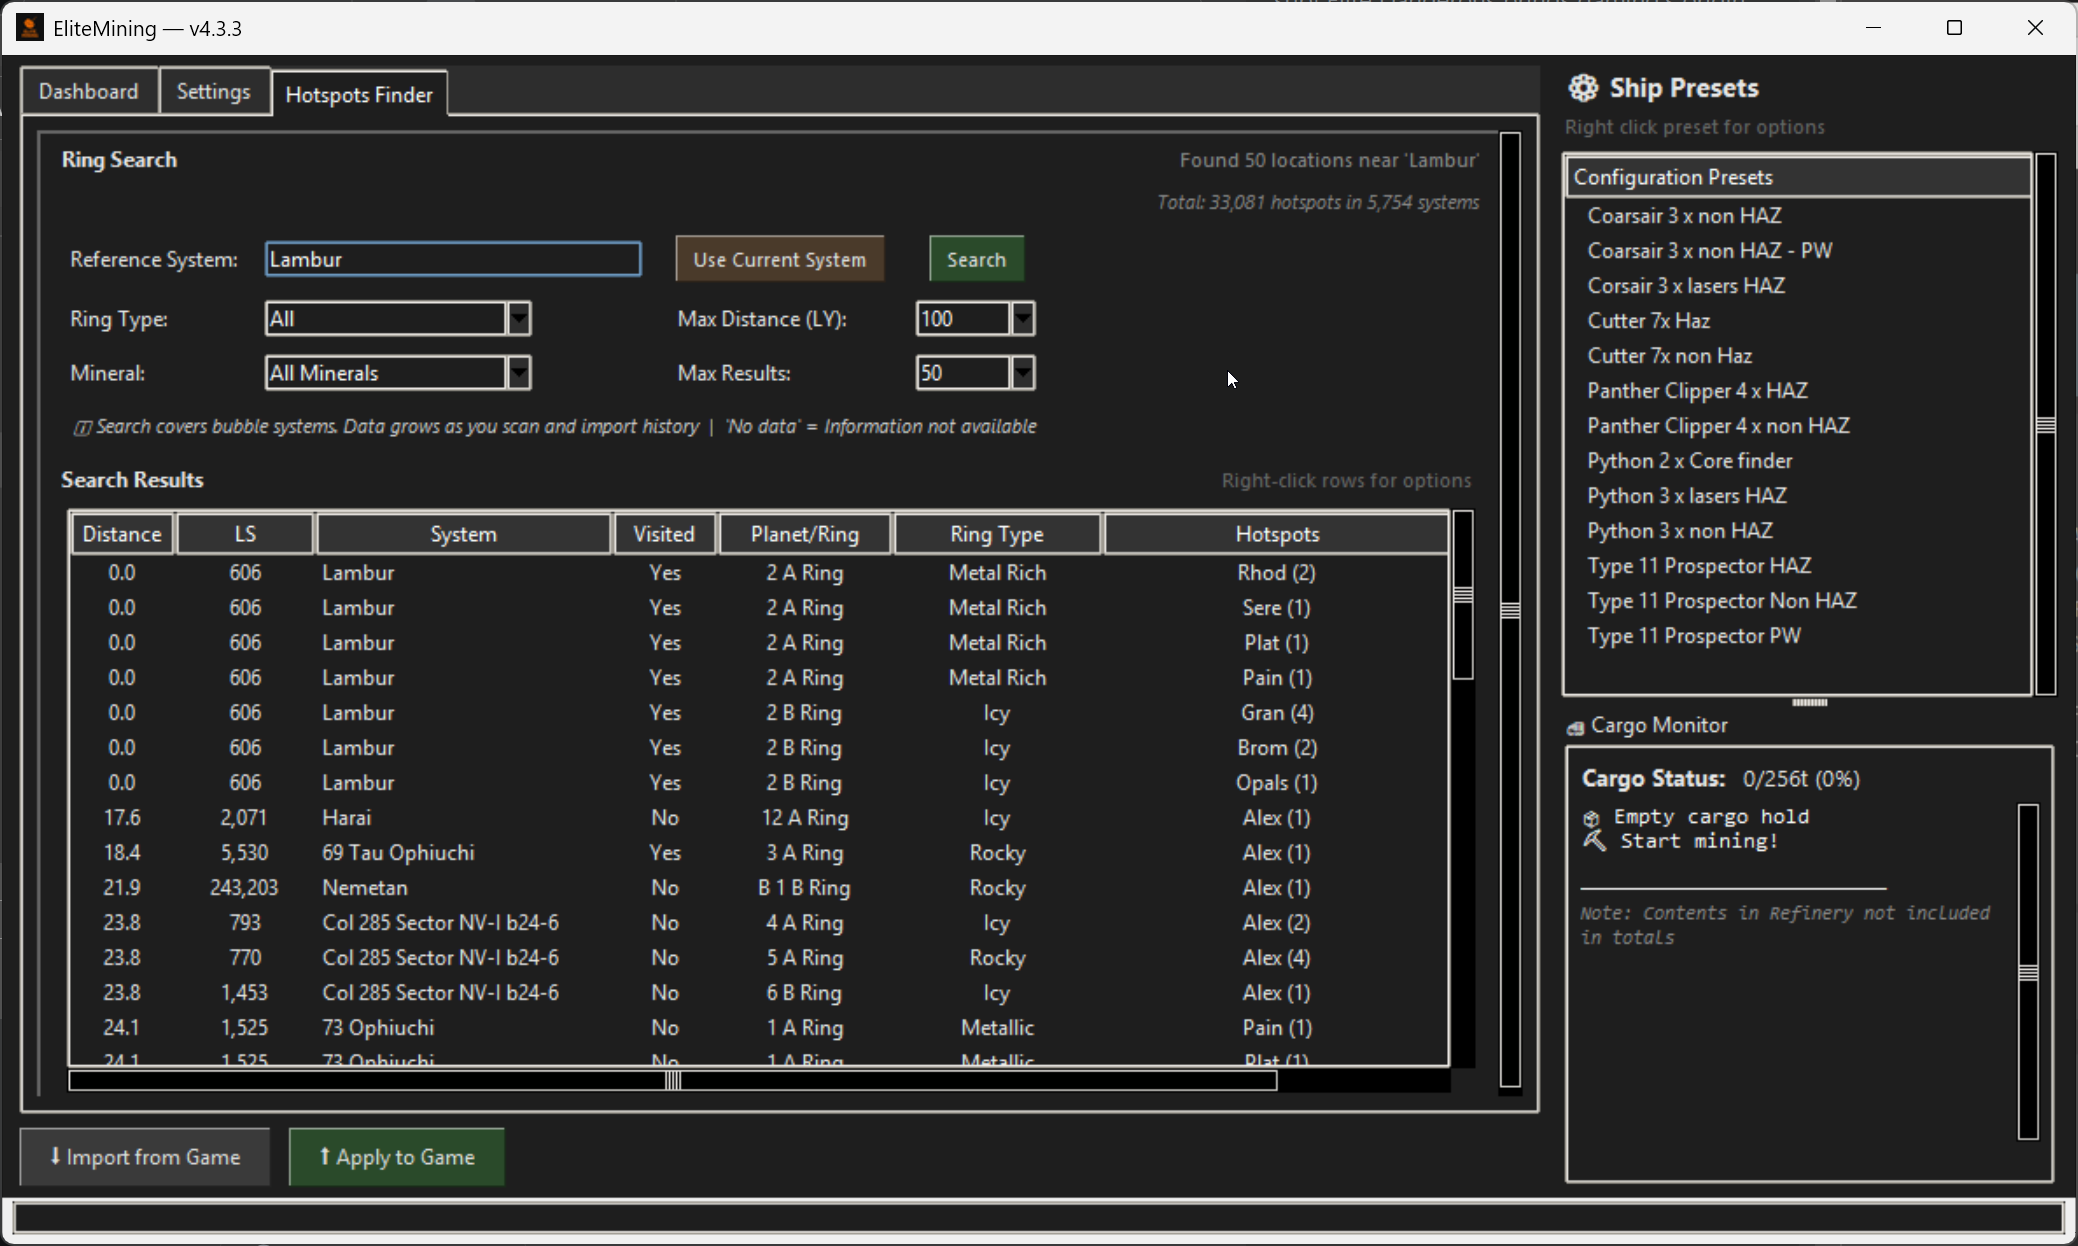 EliteMining — v4.3.3
Dashboard Settings Hotspots Finder
Ring Search
Found 50 locations near 'Lambur'
Total: 33,081 hotspots in 5,754 systems
Reference System: Lambur Use Current System Search
Ring Type: All Max Distance (LY): 100
Mineral: All Minerals Max Results: 50
Search covers bubble systems. Data grows as you scan and import history | 'No data' = Information not available
Search Results Right-click rows for options
Distance LS System Visited Planet/Ring Ring Type Hotspots
0.0 606 Lambur Yes 2 A Ring Metal Rich Rhod (2)
0.0 606 Lambur Yes 2 A Ring Metal Rich Sere (1)
0.0 606 Lambur Yes 2 A Ring Metal Rich Plat (1)
0.0 606 Lambur Yes 2 A Ring Metal Rich Pain (1)
0.0 606 Lambur Yes 2 B Ring Icy Gran (4)
0.0 606 Lambur Yes 2 B Ring Icy Brom (2)
0.0 606 Lambur Yes 2 B Ring Icy Opals (1)
17.6 2,071 Harai No 12 A Ring Icy Alex (1)
18.4 5,530 69 Tau Ophiuchi Yes 3 A Ring Rocky Alex (1)
21.9 243,203 Nemetan No B 1 B Ring Rocky Alex (1)
23.8 793 Col 285 Sector NV-I b24-6 No 4 A Ring Icy Alex (2)
23.8 770 Col 285 Sector NV-I b24-6 No 5 A Ring Rocky Alex (4)
23.8 1,453 Col 285 Sector NV-I b24-6 No 6 B Ring Icy Alex (1)
24.1 1,525 73 Ophiuchi No 1 A Ring Metallic Pain (1)
24.1 1,525 73 Ophiuchi No 1 A Ring Metallic Plat (1)
Import from Game Apply to Game
Ship Presets
Right click preset for options
Configuration Presets
Coarsair 3 x non HAZ
Coarsair 3 x non HAZ - PW
Corsair 3 x lasers HAZ
Cutter 7x Haz
Cutter 7x non Haz
Panther Clipper 4 x HAZ
Panther Clipper 4 x non HAZ
Python 2 x Core finder
Python 3 x lasers HAZ
Python 3 x non HAZ
Type 11 Prospector HAZ
Type 11 Prospector Non HAZ
Type 11 Prospector PW
Cargo Monitor
Cargo Status: 0/256t (0%)
Empty cargo hold
Start mining!
Note: Contents in Refinery not included
in totals